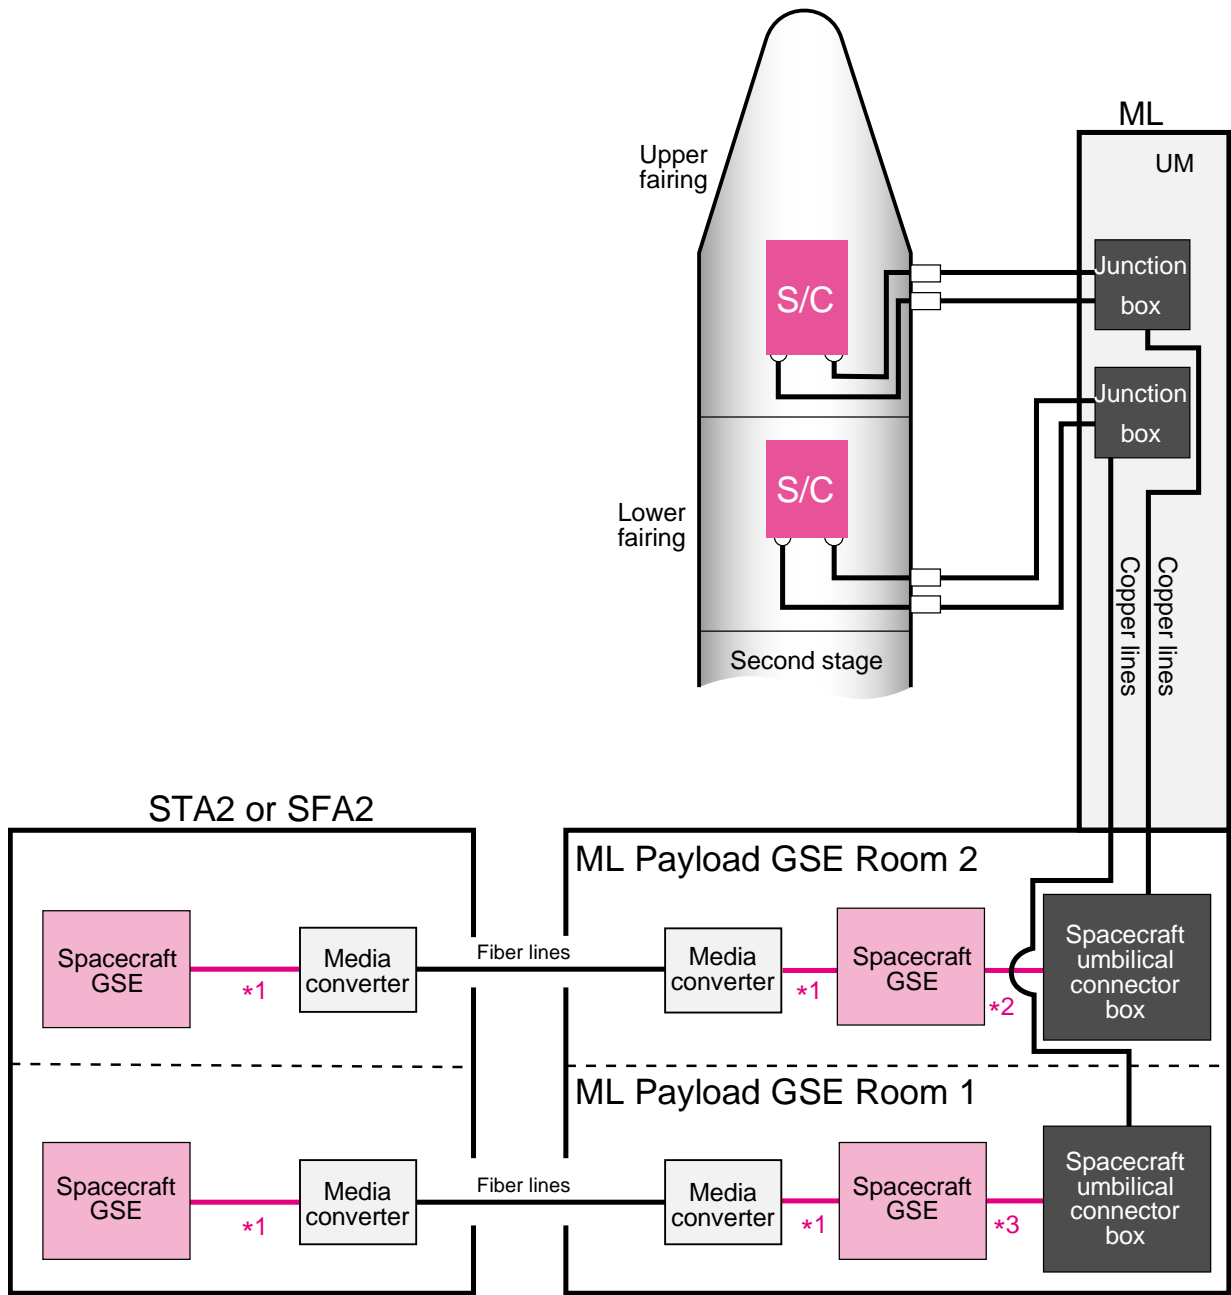 ML
UM
Upper
fairing
S/C
Junction
box
Junction
box
S/C
Lower
fairing
Copper lines
Copper lines
Second stage
STA2 or SFA2
ML Payload GSE Room 2
Spacecraft
GSE
*1
Media
converter
Fiber lines
Media
converter
*1
Spacecraft
GSE
*2
Spacecraft
umbilical
connector
box
ML Payload GSE Room 1
Spacecraft
GSE
*1
Media
converter
Fiber lines
Media
converter
*1
Spacecraft
GSE
*3
Spacecraft
umbilical
connector
box